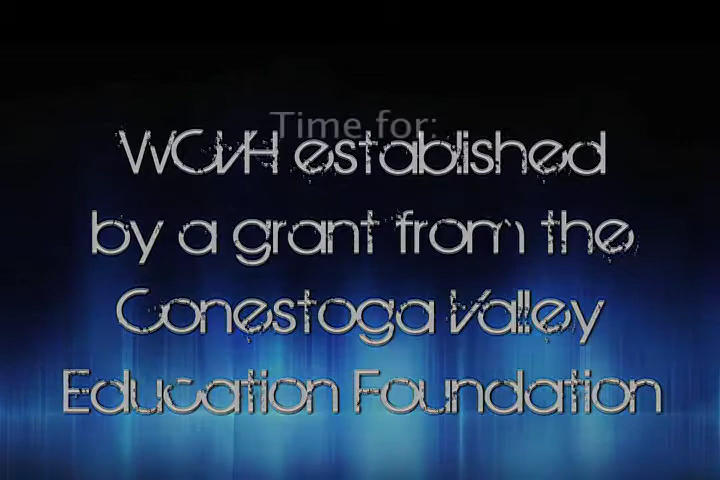 Time for:
WCVH established
by a grant from the
Conestoga Valley
Education Foundation